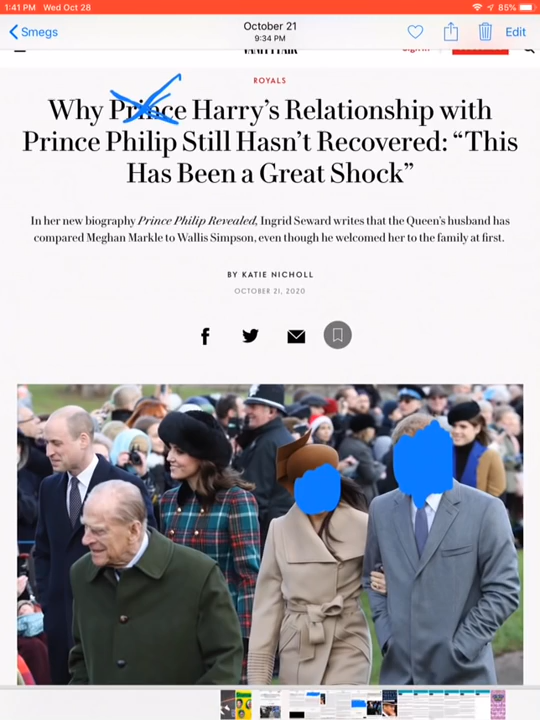 1:41 PM Wed Oct 28
85%
Smegs
October 21
9:34 PM
Edit
VANITY FAIR
ROYALS
Why Prince Harry’s Relationship with
Prince Philip Still Hasn’t Recovered: “This
Has Been a Great Shock”
In her new biography Prince Philip Revealed, Ingrid Seward writes that the Queen’s husband has
compared Meghan Markle to Wallis Simpson, even though he welcomed her to the family at first.
BY KATIE NICHOLL
OCTOBER 21, 2020